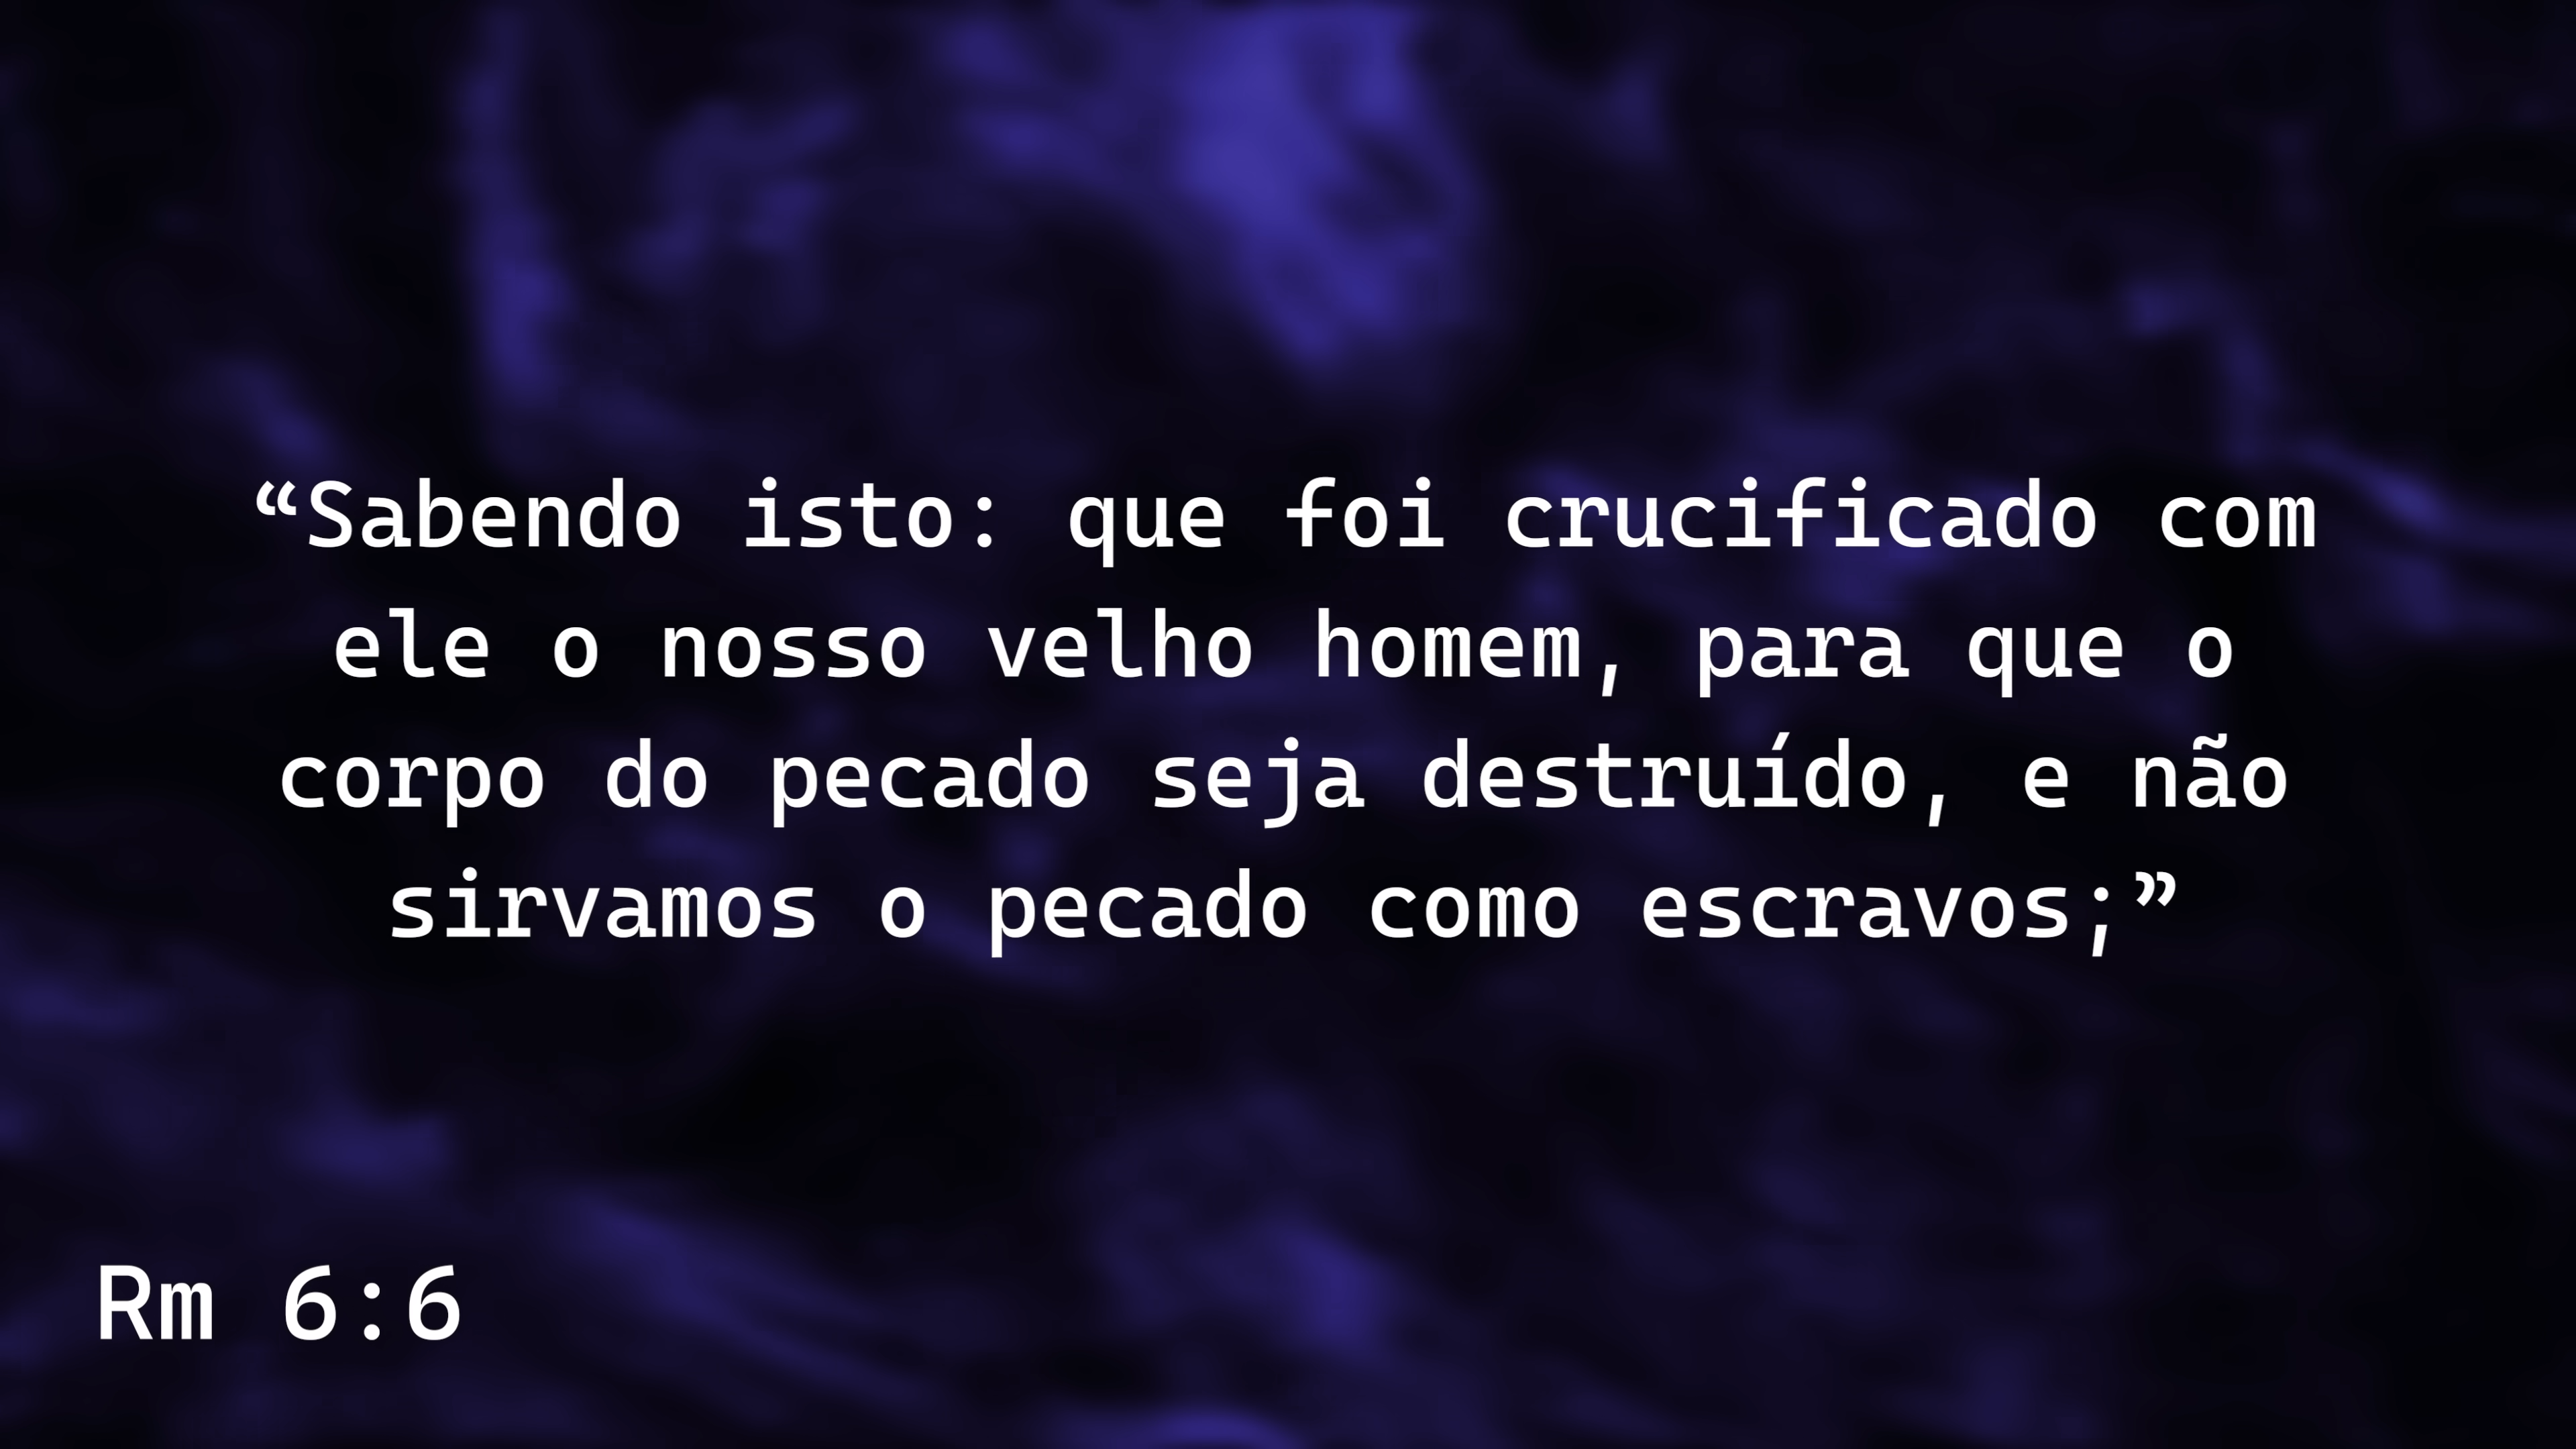 “Sabendo isto: que foi crucificado com
ele o nosso velho homem, para que o
corpo do pecado seja destruído, e não
sirvamos o pecado como escravos;”
Rm 6:6